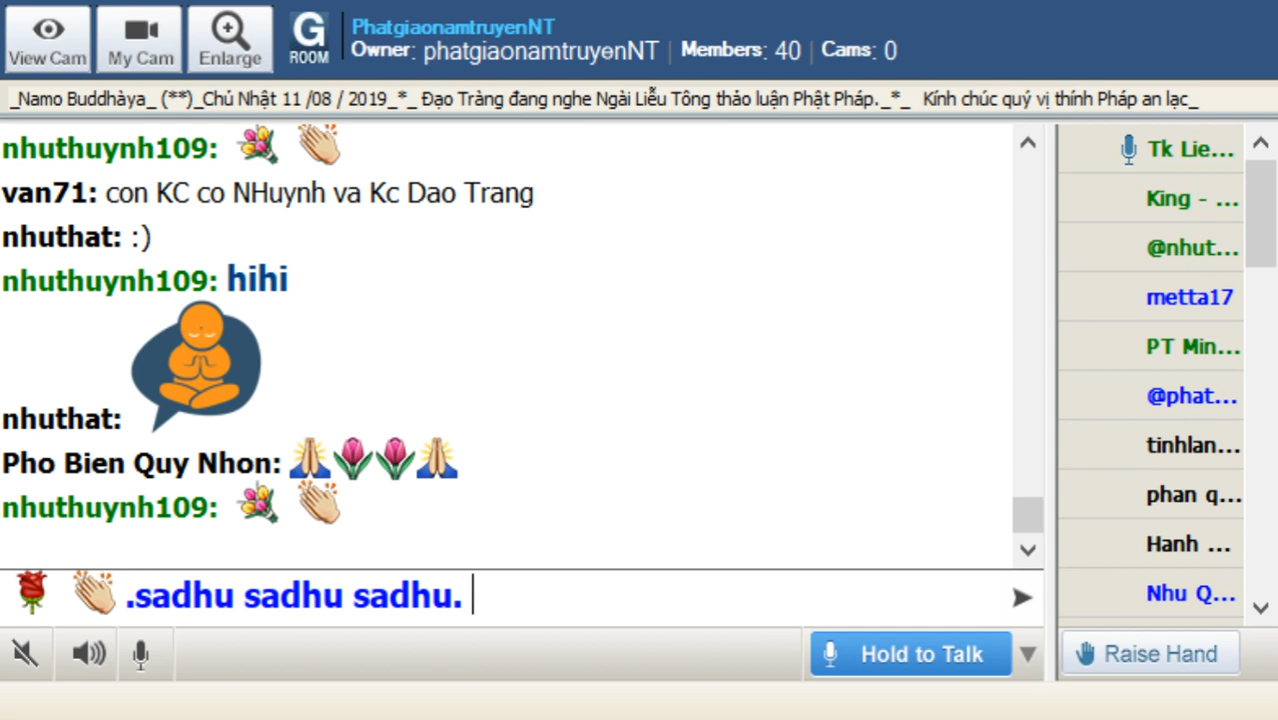 View Cam
My Cam
Enlarge
G
ROOM
PhatgiaonamtruyenNT
Owner: phatgiaonamtruyenNT | Members: 40 | Cams: 0
_Namo Buddhàya_ (**)_Chủ Nhật 11 /08 / 2019_*_ Đạo Tràng đang nghe Ngài Liễu Tông thảo luận Phật Pháp._*_ Kính chúc quý vị thính Pháp an lạc_
nhuthuynh109:
van71: con KC co NHuynh va Kc Dao Trang
nhuthat: :)
nhuthuynh109: hihi
nhuthat:
Pho Bien Quy Nhon:
nhuthuynh109:
.sadhu sadhu sadhu.
Hold to Talk
Tk Lie...
King - ...
@nhut...
metta17
PT Min...
@phat...
tinhlan...
phan q...
Hanh ...
Nhu Q...
Raise Hand